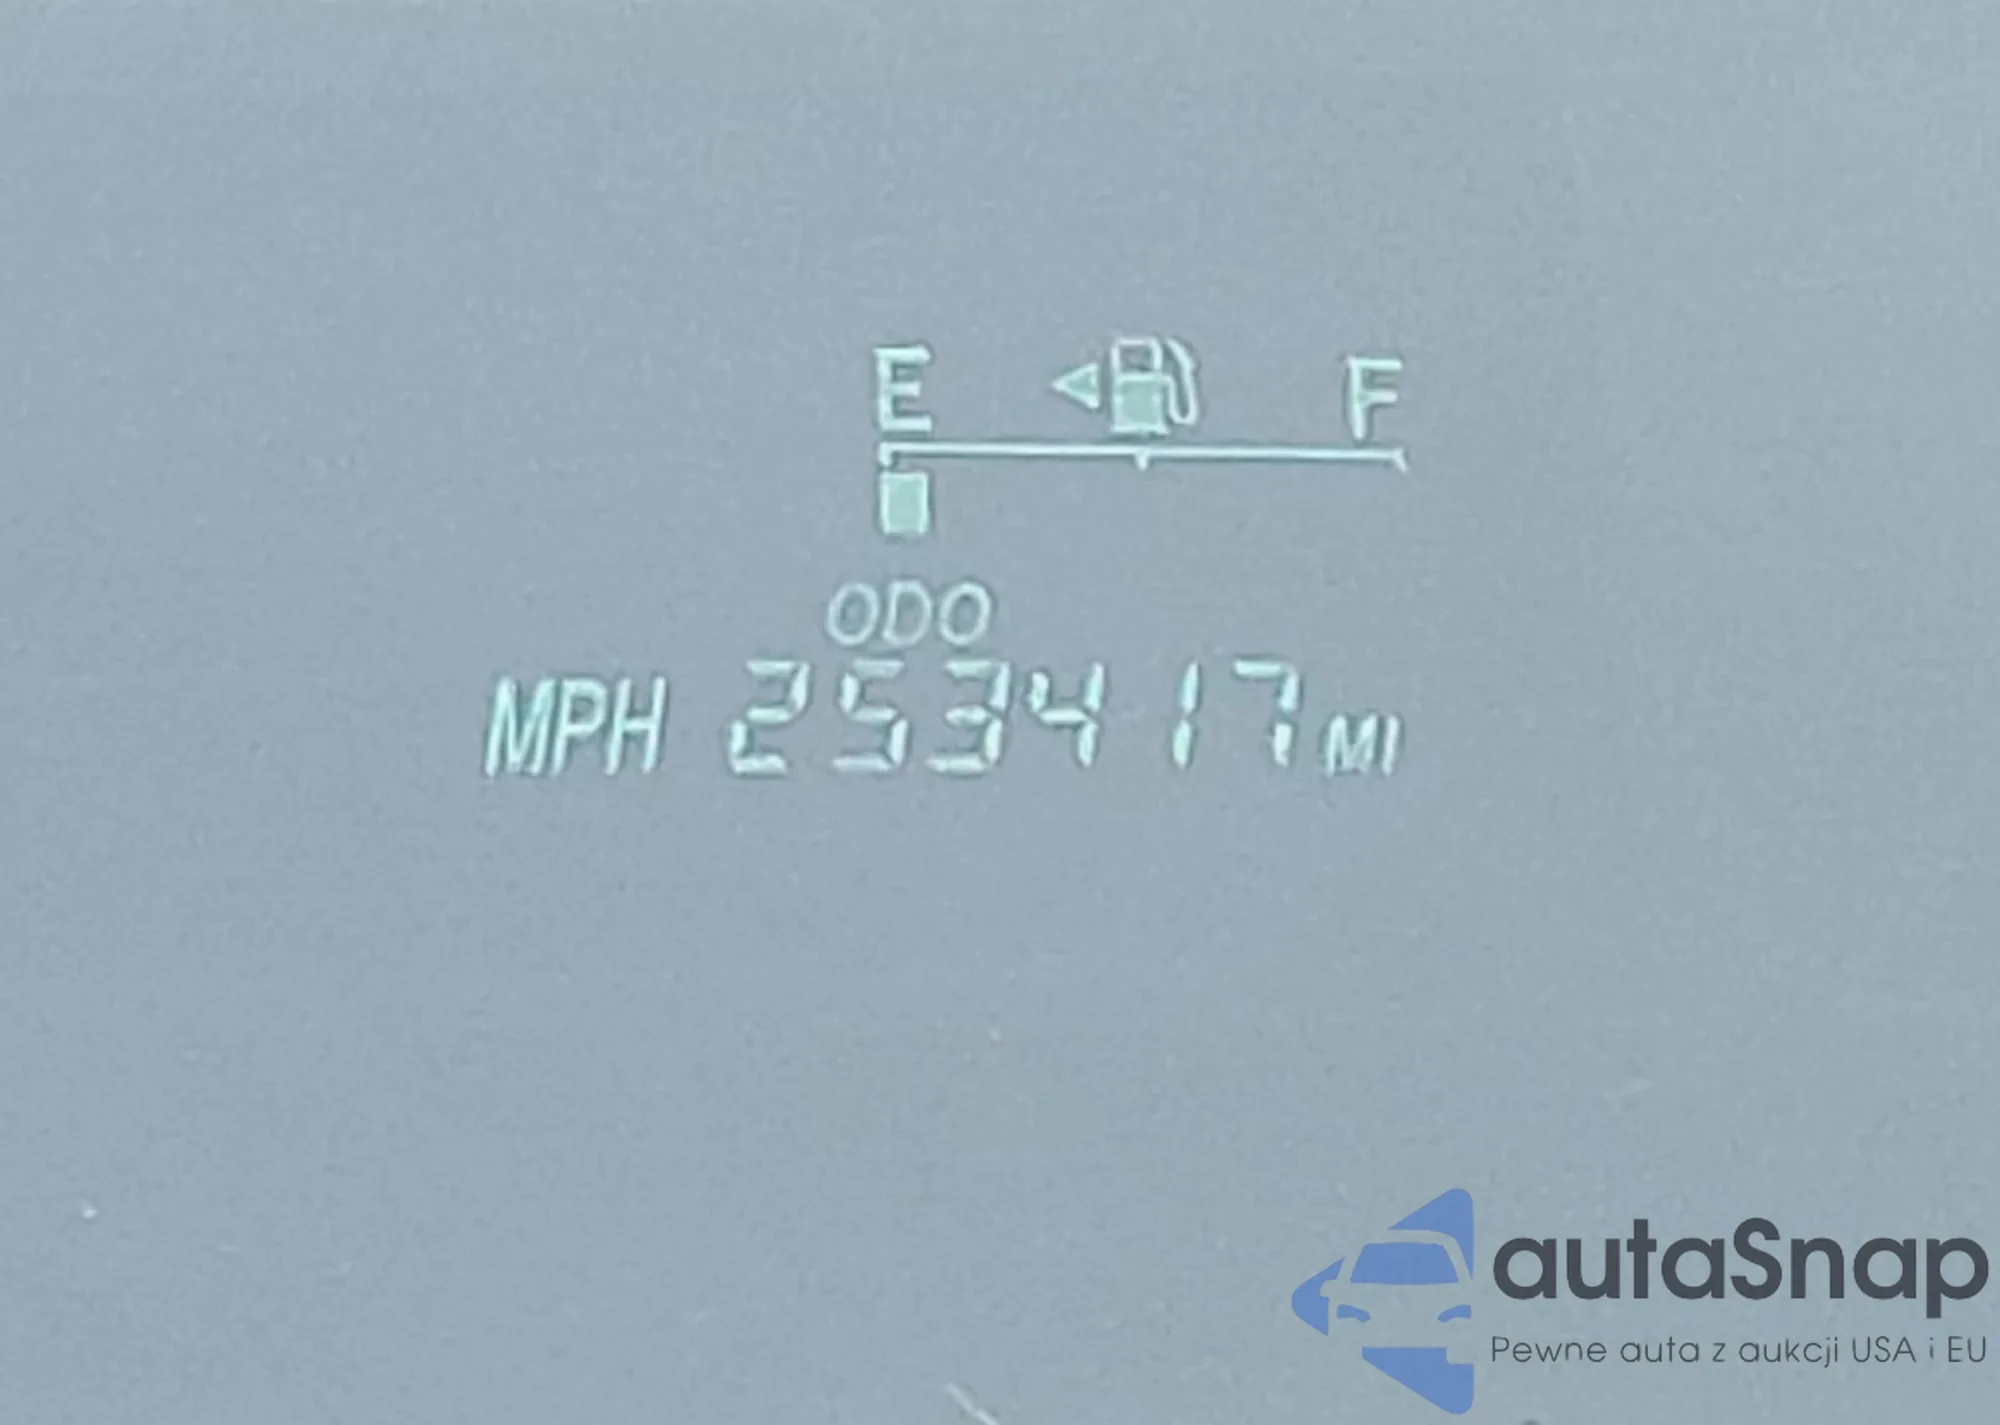 E F
ODO
MPH 253417 MI
autaSnap
Pewne auta z aukcji USA i EU